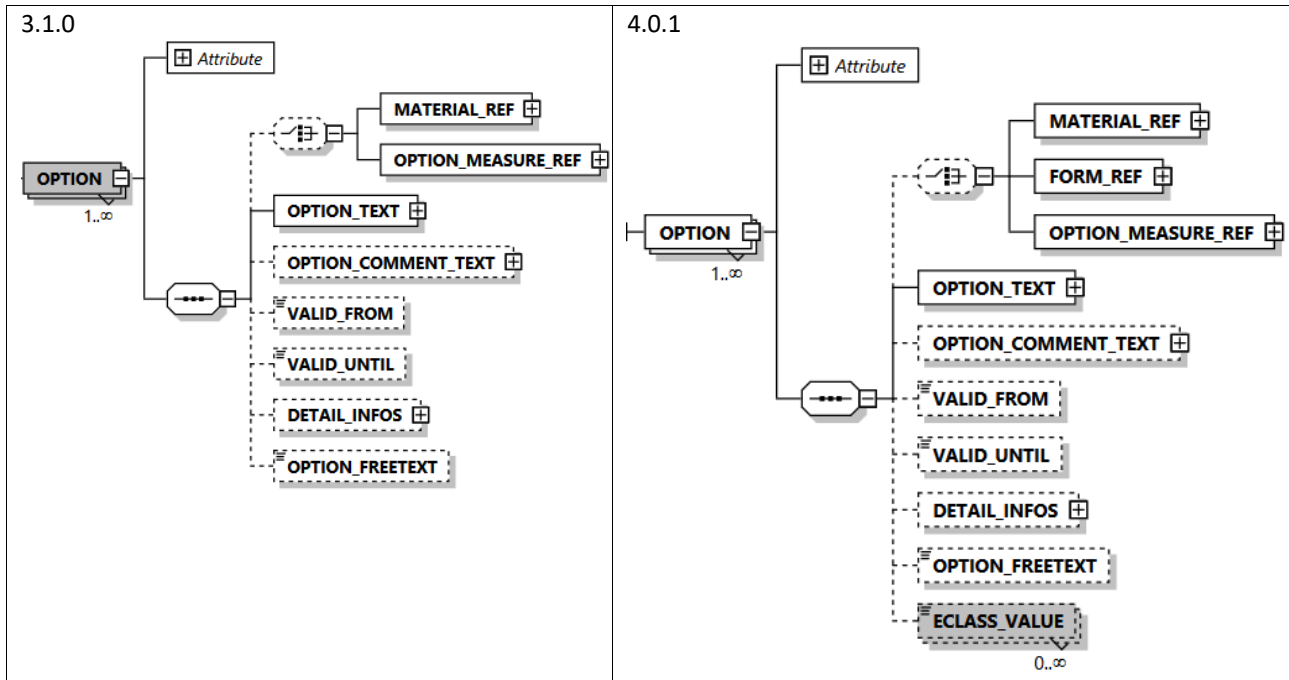 3.1.0
Attribute
MATERIAL_REF
OPTION_MEASURE_REF
OPTION
1..∞
OPTION_TEXT
OPTION_COMMENT_TEXT
VALID_FROM
VALID_UNTIL
DETAIL_INFOS
OPTION_FREETEXT
4.0.1
Attribute
MATERIAL_REF
FORM_REF
OPTION_MEASURE_REF
OPTION
1..∞
OPTION_TEXT
OPTION_COMMENT_TEXT
VALID_FROM
VALID_UNTIL
DETAIL_INFOS
OPTION_FREETEXT
ECLASS_VALUE
0..∞